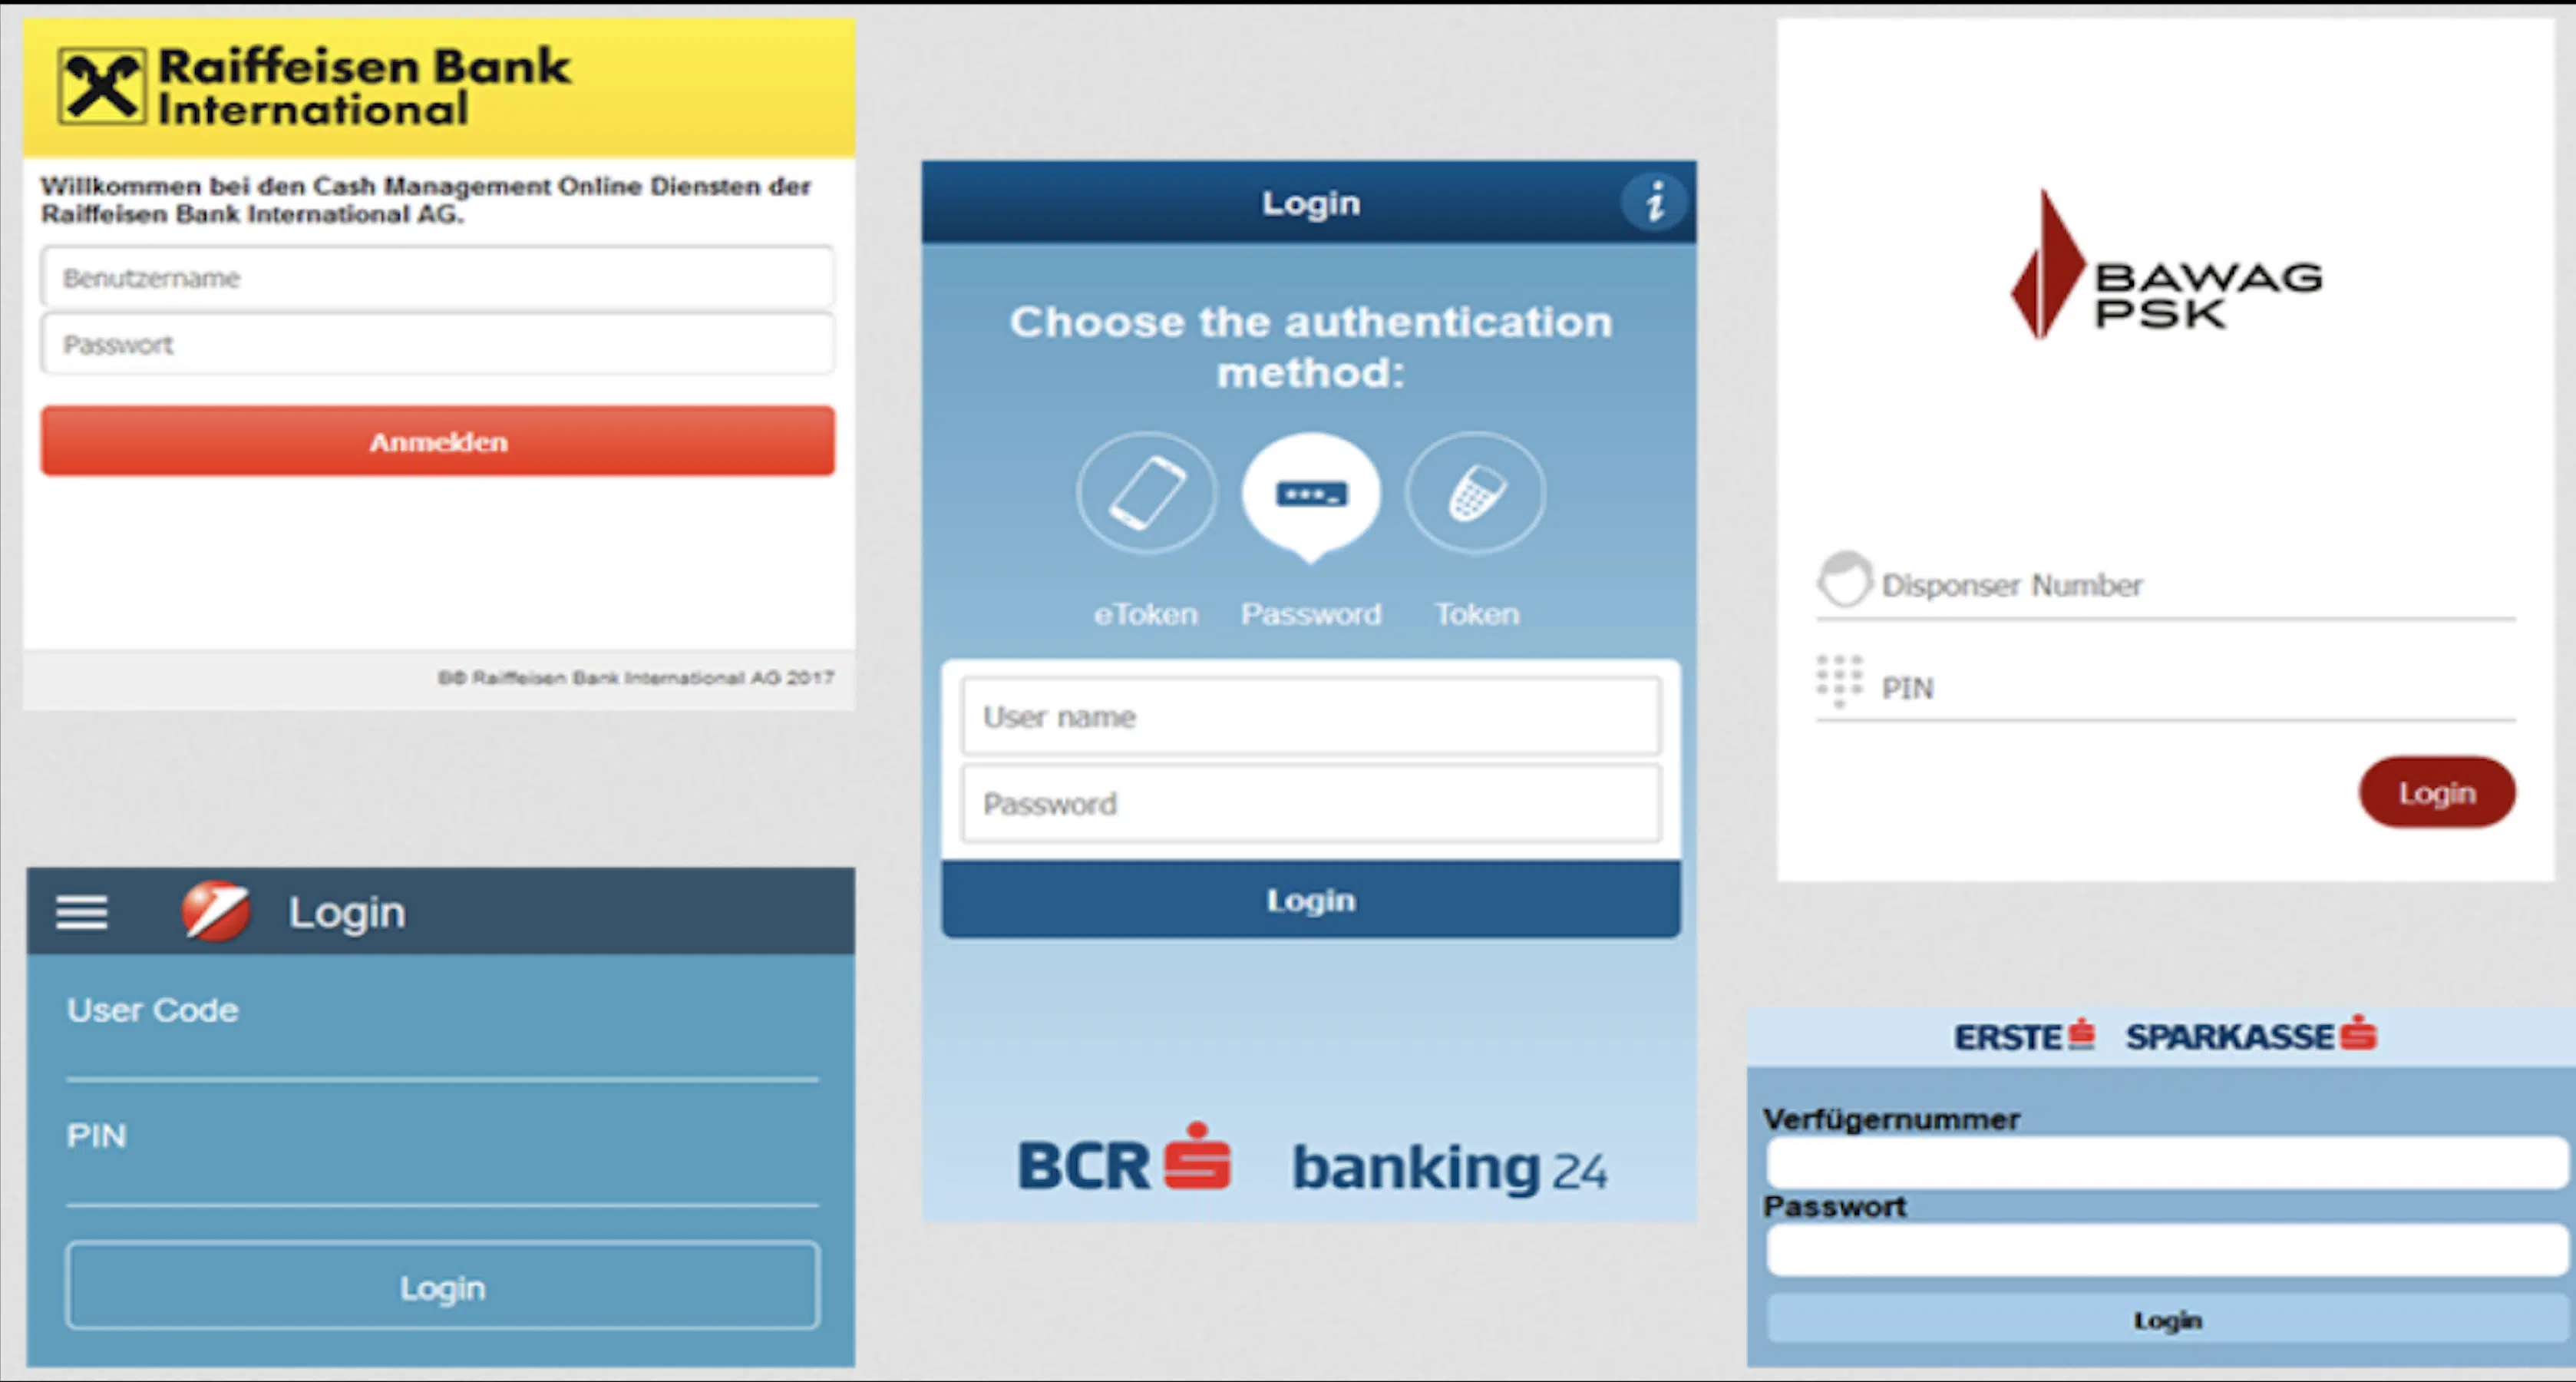 Raiffeisen Bank
International
Willkommen bei den Cash Management Online Diensten der
Raiffeisen Bank International AG.
Benutzername
Passwort
Anmelden
B© Raiffeisen Bank International AG 2017
Login
User Code
PIN
Login
Login
i
Choose the authentication
method:
***_
eToken Password Token
User name
Password
Login
BCR banking 24
BAWAG
PSK
Disponser Number
PIN
Login
ERSTE SPARKASSE
Verfügernummer
Passwort
Login